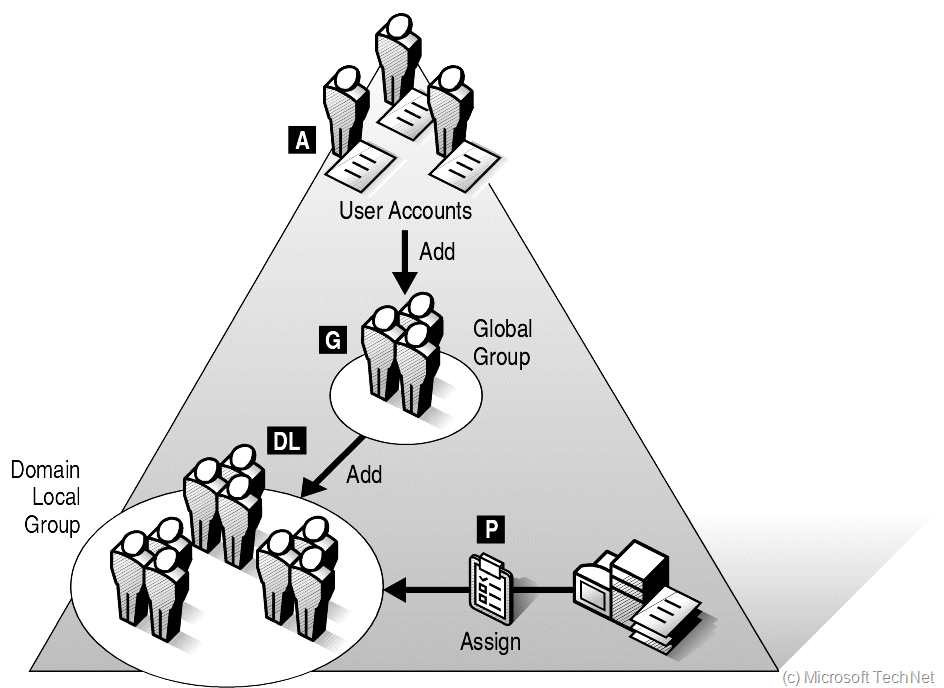 A
User Accounts
Add
G
Global
Group
DL
Add
Domain
Local
Group
P
Assign
(c) Microsoft TechNet